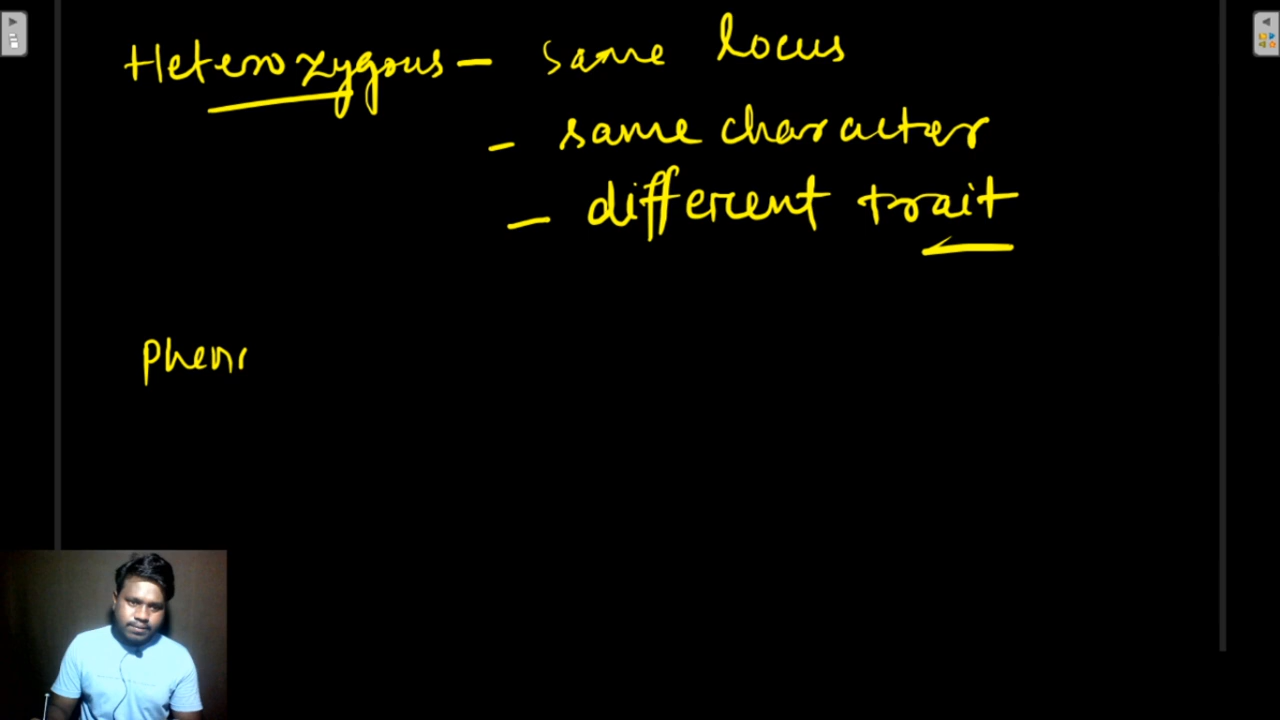 Heterozygous - same locus
- same character
- different trait
phen